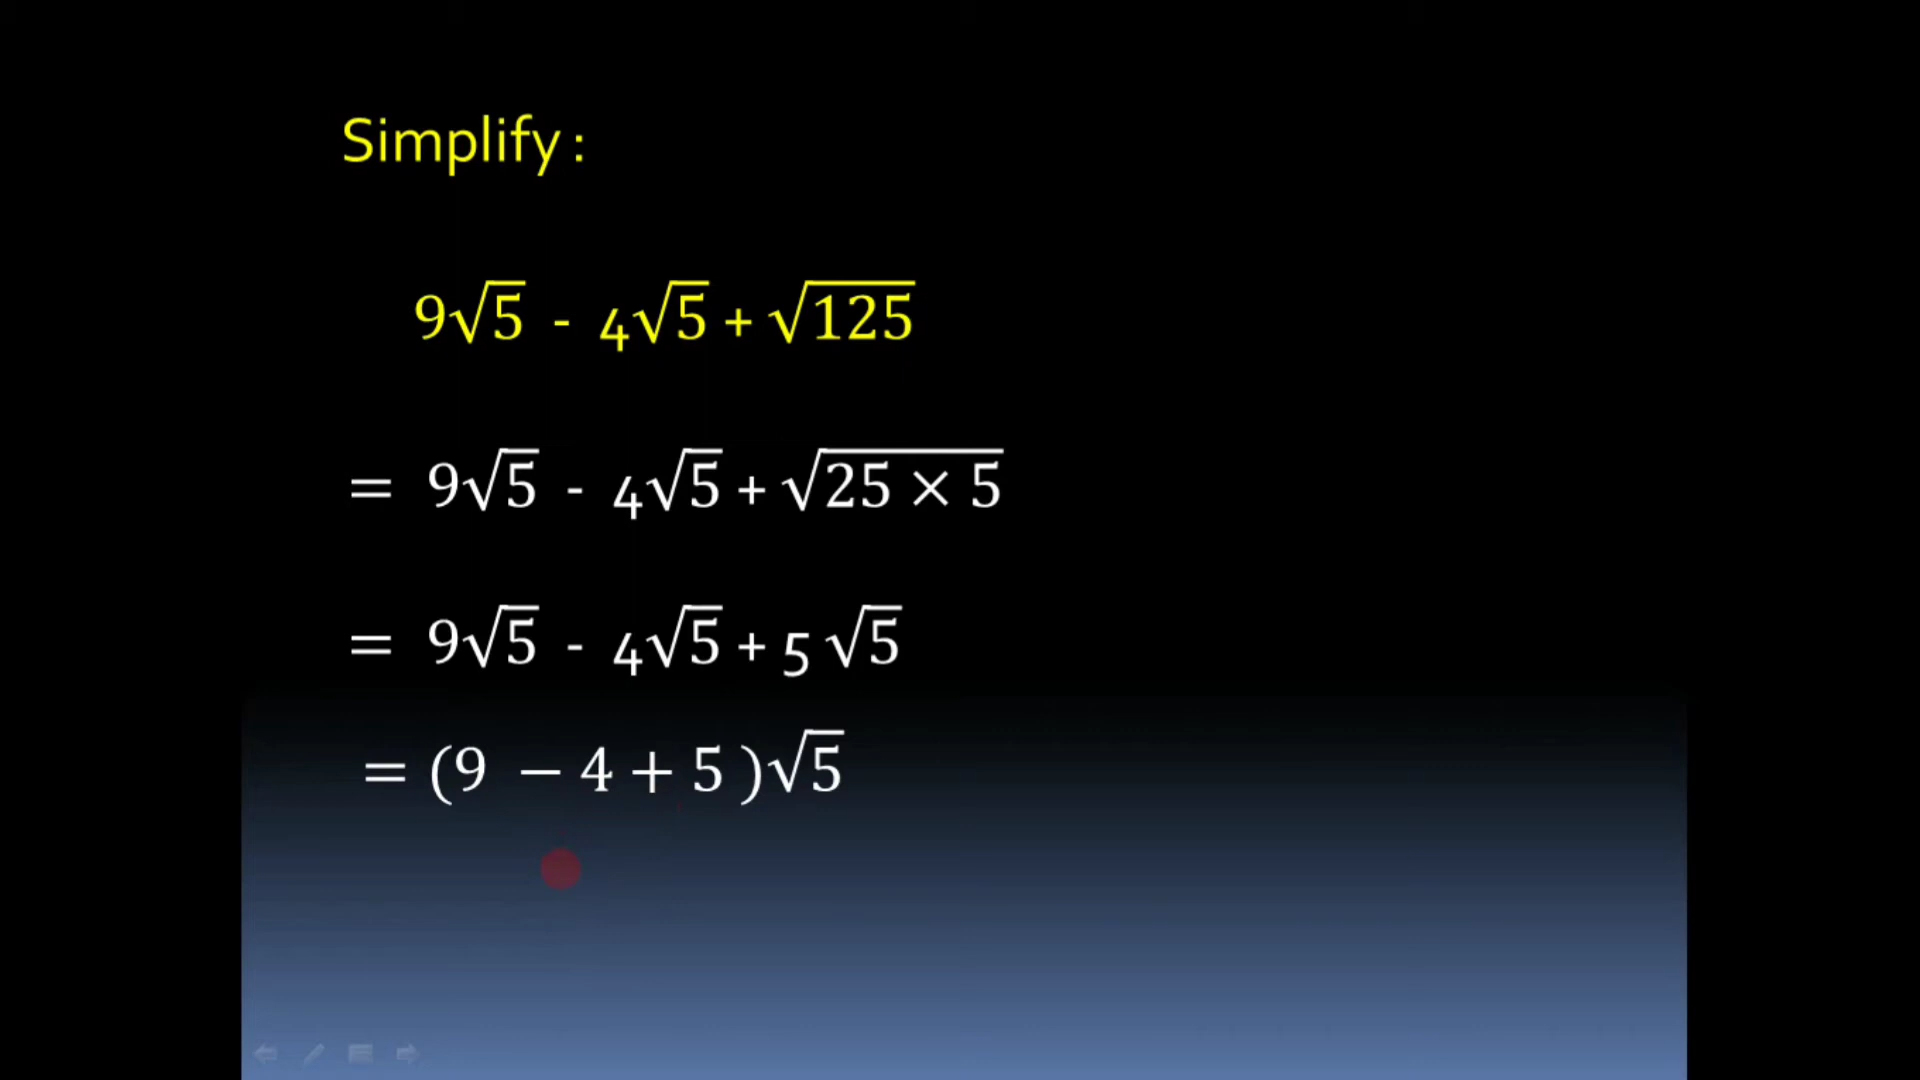 Simplify :
9√5 - 4√5 + √125
= 9√5 - 4√5 + √25 × 5
= 9√5 - 4√5 + 5 √5
= (9 − 4 + 5 )√5